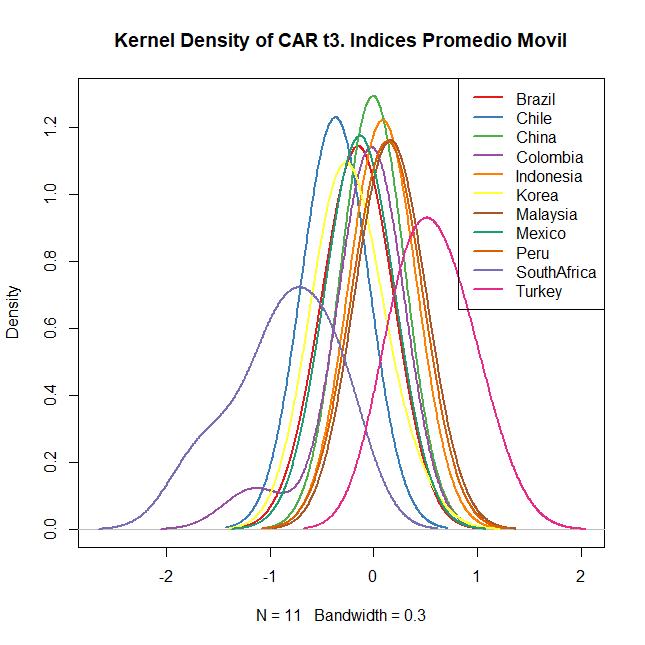 Kernel Density of CAR t3. Indices Promedio Movil
Brazil
Chile
China
Colombia
Indonesia
Korea
Malaysia
Mexico
Peru
SouthAfrica
Turkey
Density
0.0
0.2
0.4
0.6
0.8
1.0
1.2
-2
-1
0
1
2
N = 11 Bandwidth = 0.3